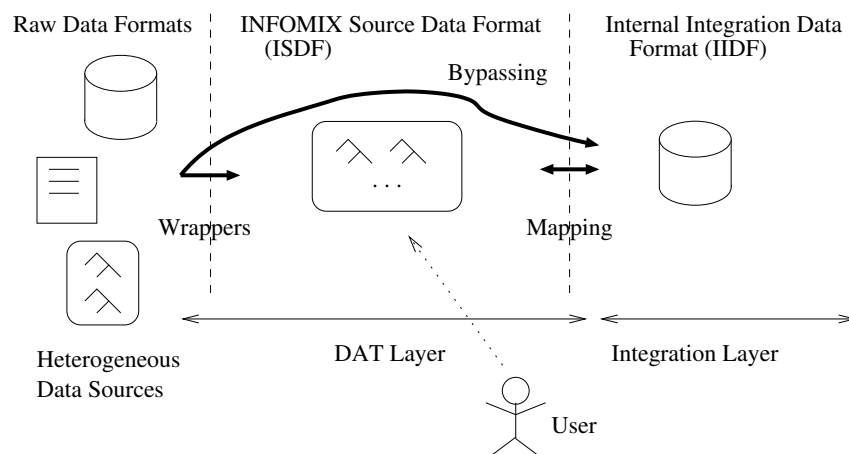 Raw Data Formats
INFOMIX Source Data Format
(ISDF)
Internal Integration Data
Format (IIDF)
Bypassing
...
Wrappers
Mapping
DAT Layer
Integration Layer
Heterogeneous
Data Sources
User